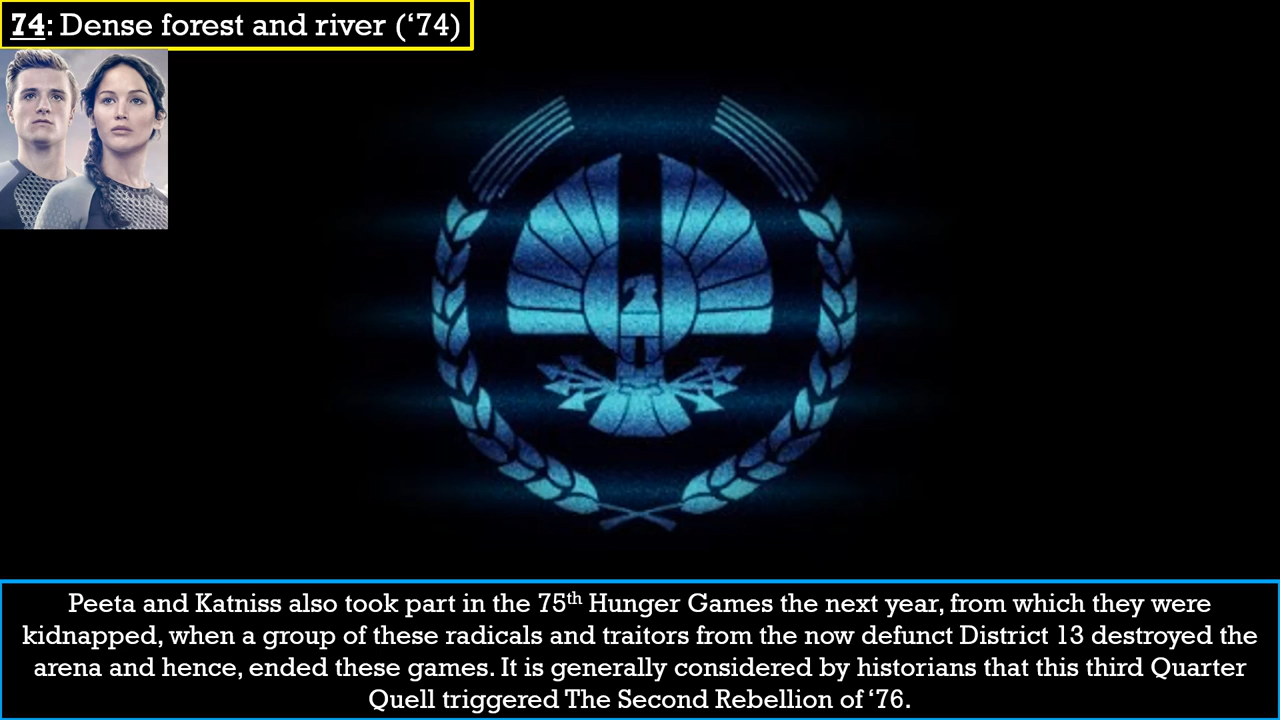 74: Dense forest and river (‘74)
Peeta and Katniss also took part in the 75th Hunger Games the next year, from which they were
kidnapped, when a group of these radicals and traitors from the now defunct District 13 destroyed the
arena and hence, ended these games. It is generally considered by historians that this third Quarter
Quell triggered The Second Rebellion of ‘76.